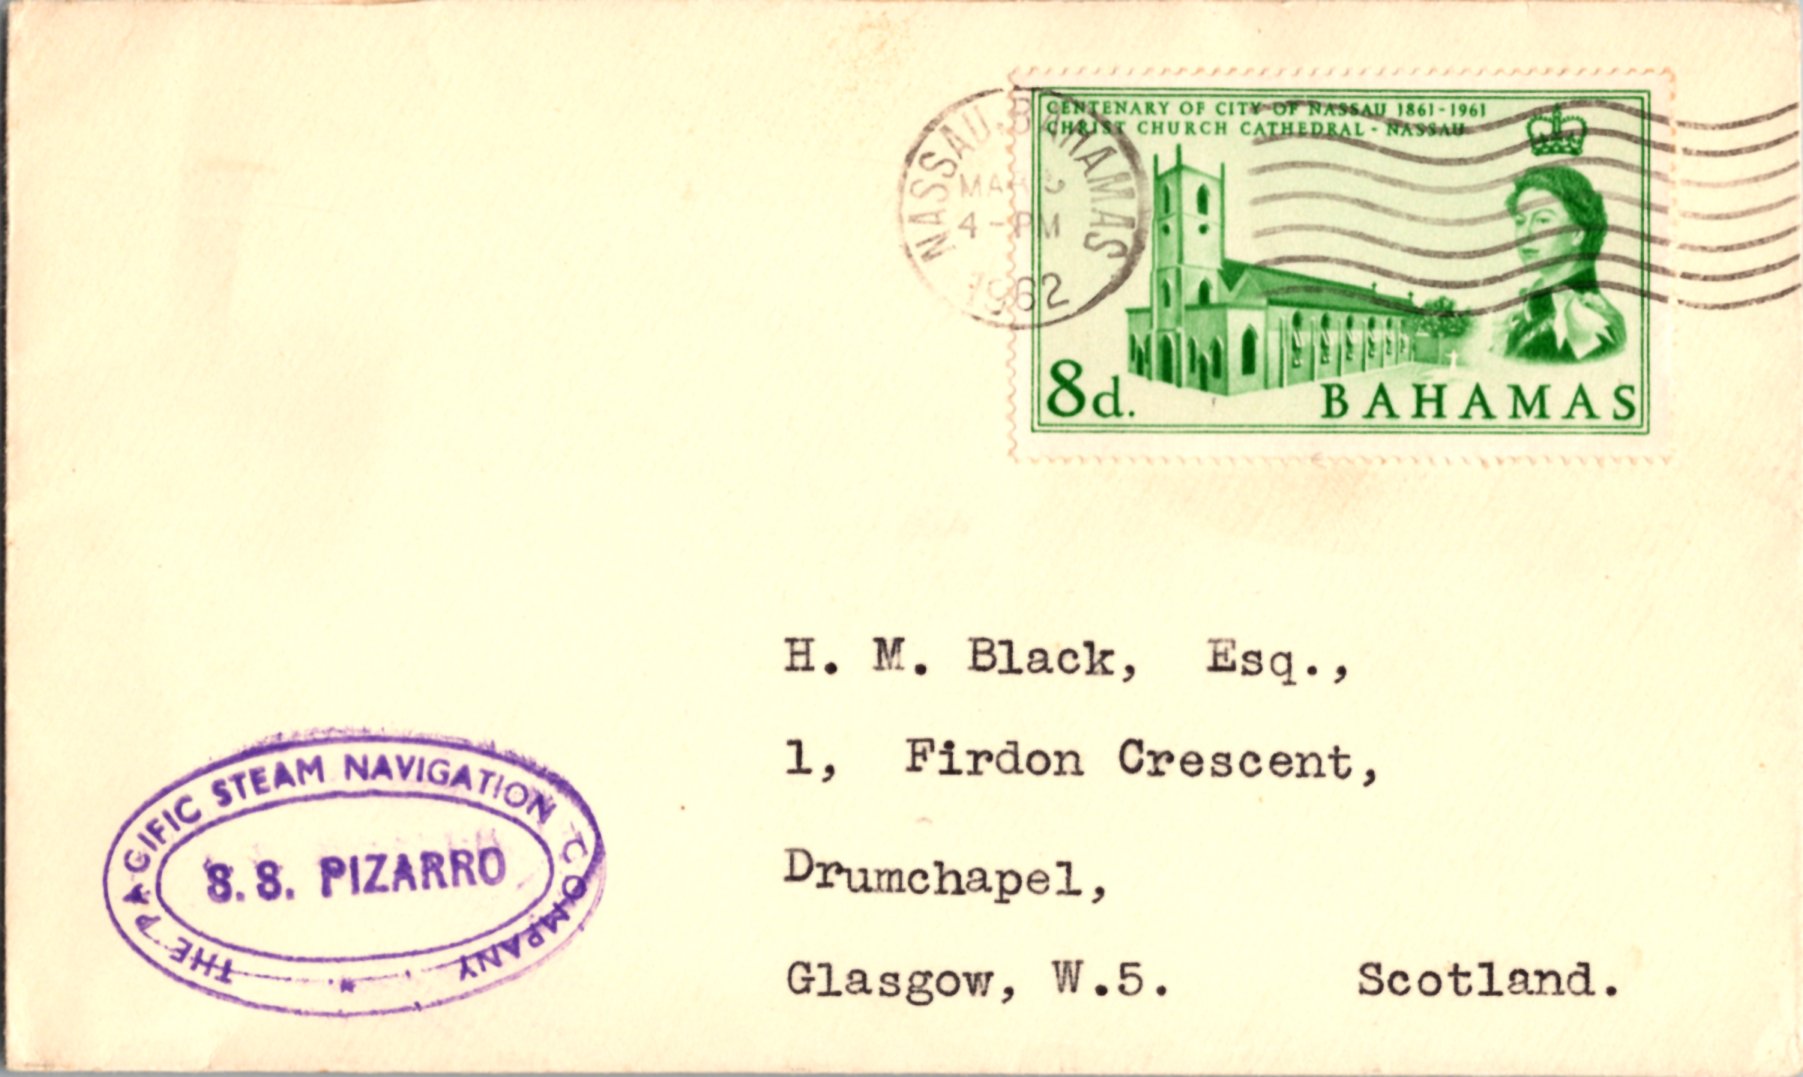 CENTENARY OF CITY OF NASSAU 1861-1961
CHRIST CHURCH CATHEDRAL - NASSAU
8d.
BAHAMAS
NASSAU. BAHAMAS
4 - PM
1962
H. M. Black, Esq.,
1, Firdon Crescent,
Drumchapel,
Glasgow, W.5. Scotland.
THE PACIFIC STEAM NAVIGATION COMPANY
S. S. PIZARRO